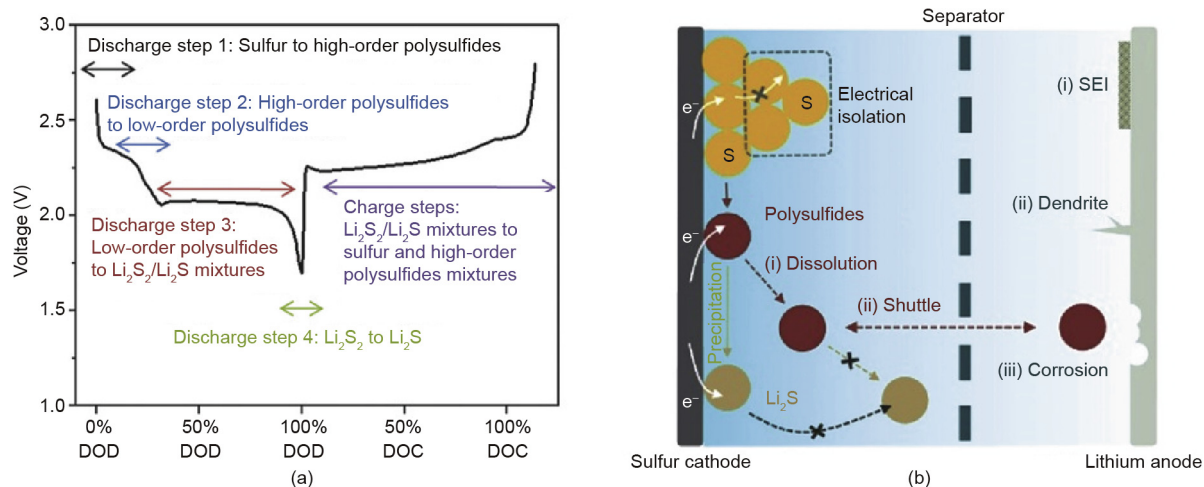 3.0
2.5
2.0
1.5
1.0
Voltage (V)
Discharge step 1: Sulfur to high-order polysulfides
Discharge step 2: High-order polysulfides
to low-order polysulfides
Discharge step 3:
Low-order polysulfides
to Li₂S₂/Li₂S mixtures
Charge steps:
Li₂S₂/Li₂S mixtures to
sulfur and high-order
polysulfides mixtures
Discharge step 4: Li₂S₂ to Li₂S
0% 50% 100% 50% 100%
DOD DOD DOD DOC DOC
(a)
Separator
e⁻
S
S
Electrical
isolation
(i) SEI
Polysulfides
e⁻
(ii) Dendrite
(i) Dissolution
Precipitation
(ii) Shuttle
(iii) Corrosion
e⁻
Li₂S
Sulfur cathode
Lithium anode
(b)